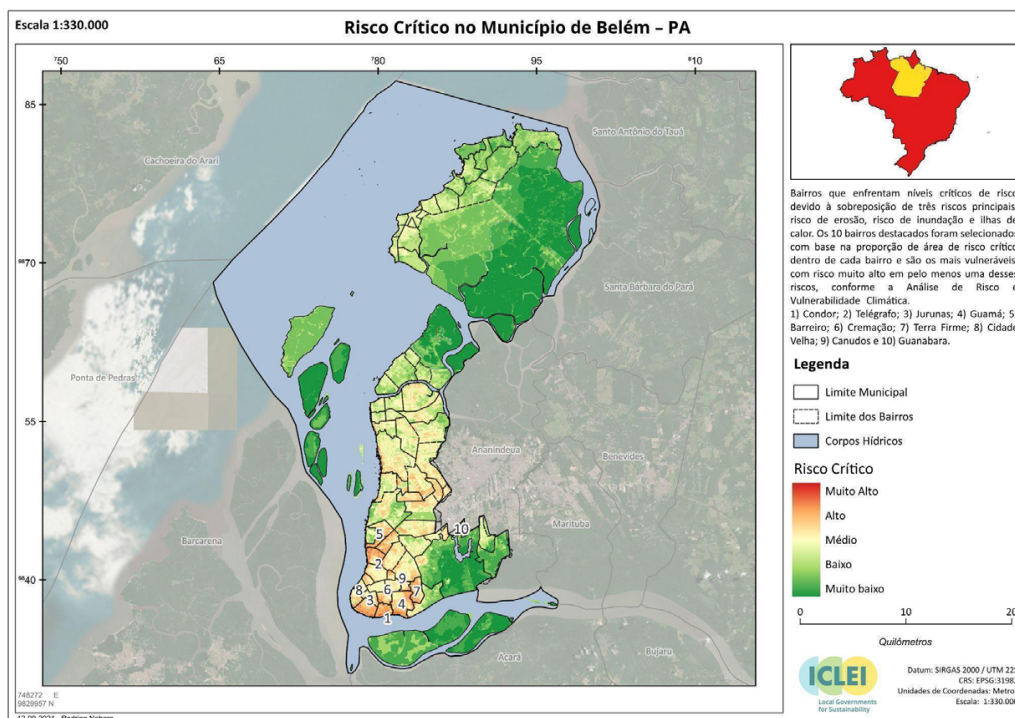 Escala 1:330.000
Risco Crítico no Município de Belém – PA
750
65
780
95
910
85
9870
55
9840
Cachoeira do Arari
Santo Antônio do Tauá
Santa Bárbara do Pará
Ponta de Pedras
Ananindeua
Benevides
Marituba
Barcarena
Acará
Bujaru
5
10
2
9
8
6
7
3
4
1
748272 E
9829957 N
Bairros que enfrentam níveis críticos de risco
devido à sobreposição de três riscos principais
risco de erosão, risco de inundação e ilhas de
calor. Os 10 bairros destacados foram selecionados
com base na proporção de área de risco crítico
dentro de cada bairro e são os mais vulneráveis
com risco muito alto em pelo menos uma desses
riscos, conforme a Análise de Risco e
Vulnerabilidade Climática.
1) Condor; 2) Telégrafo; 3) Jurunas; 4) Guamá; 5
Barreiro; 6) Cremação; 7) Terra Firme; 8) Cidade
Velha; 9) Canudos e 10) Guanabara.
Legenda
Limite Municipal
Limite dos Bairros
Corpos Hídricos
Risco Crítico
Muito Alto
Alto
Médio
Baixo
Muito baixo
0
10
20
Quilômetros
ICLEI
Local Governments
for Sustainability
Datum: SIRGAS 2000 / UTM 22S
CRS: EPSG:31982
Unidades de Coordenadas: Metro
Escala: 1:330.000